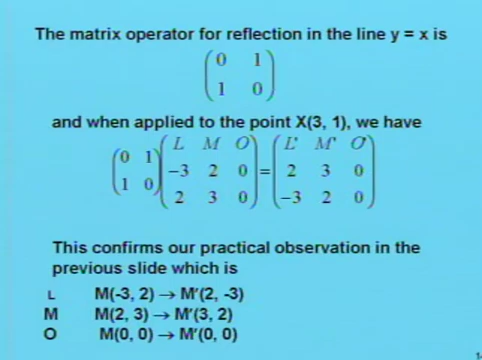 The matrix operator for reflection in the line y = x is
0 1
1 0
and when applied to the point X(3, 1), we have
L M O L' M' O'
0 1 −3 2 0 = 2 3 0
1 0 2 3 0 −3 2 0
This confirms our practical observation in the
previous slide which is
L M(-3, 2) → M'(2, -3)
M M(2, 3) → M'(3, 2)
O M(0, 0) → M'(0, 0)